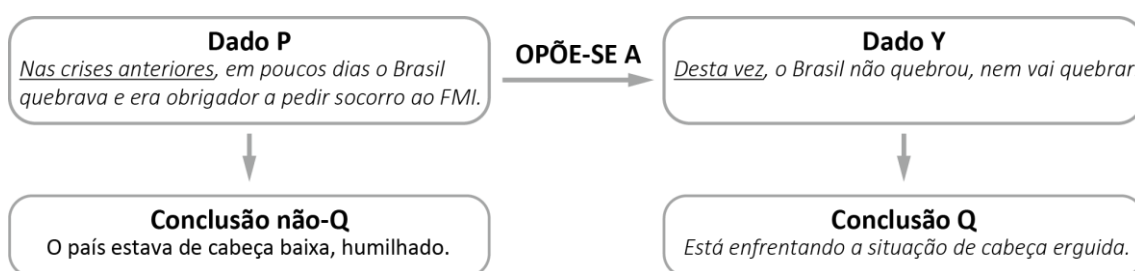 Dado P
Nas crises anteriores, em poucos dias o Brasil
quebrava e era obrigador a pedir socorro ao FMI.
OPÕE-SE A
Dado Y
Desta vez, o Brasil não quebrou, nem vai quebrar
Conclusão não-Q
O país estava de cabeça baixa, humilhado.
Conclusão Q
Está enfrentando a situação de cabeça erguida.